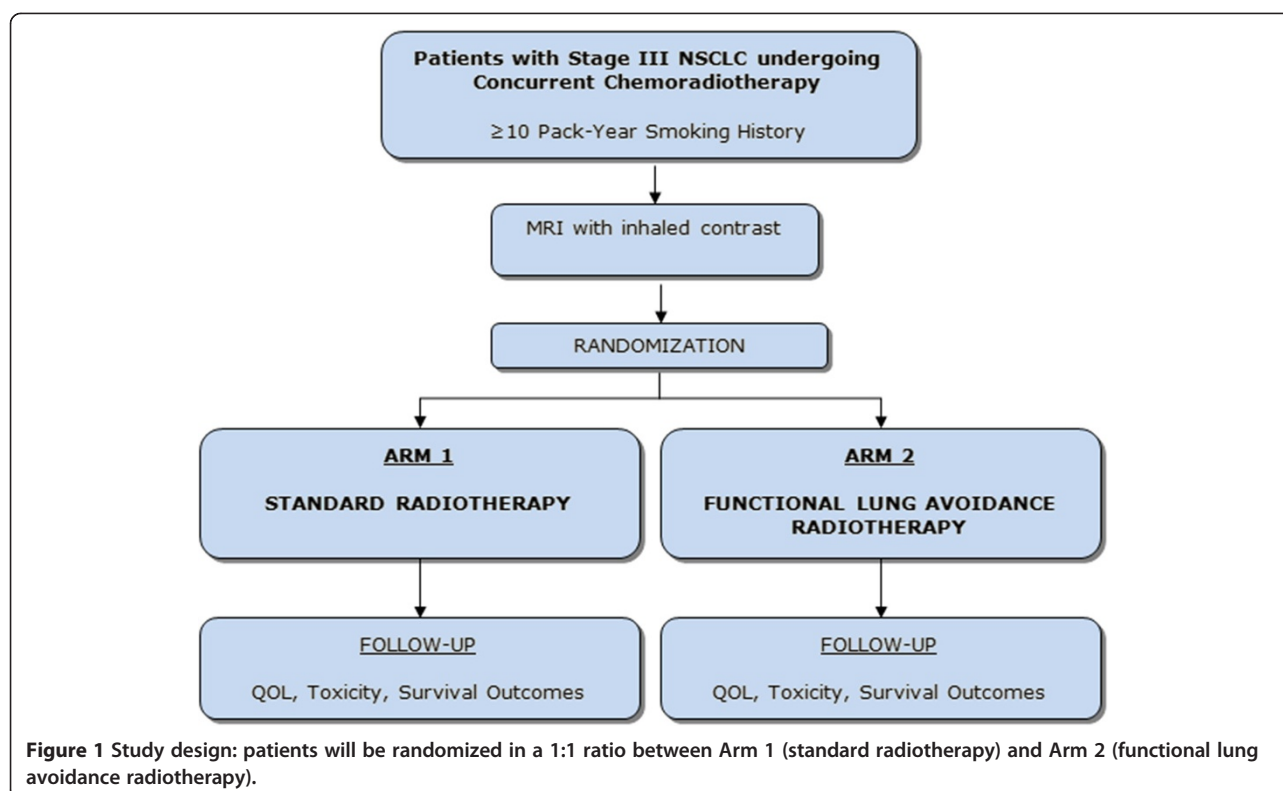 Patients with Stage III NSCLC undergoing
Concurrent Chemoradiotherapy
≥10 Pack-Year Smoking History
MRI with inhaled contrast
RANDOMIZATION
ARM 1
STANDARD RADIOTHERAPY
ARM 2
FUNCTIONAL LUNG AVOIDANCE
RADIOTHERAPY
FOLLOW-UP
QOL, Toxicity, Survival Outcomes
FOLLOW-UP
QOL, Toxicity, Survival Outcomes
Figure 1 Study design: patients will be randomized in a 1:1 ratio between Arm 1 (standard radiotherapy) and Arm 2 (functional lung
avoidance radiotherapy).